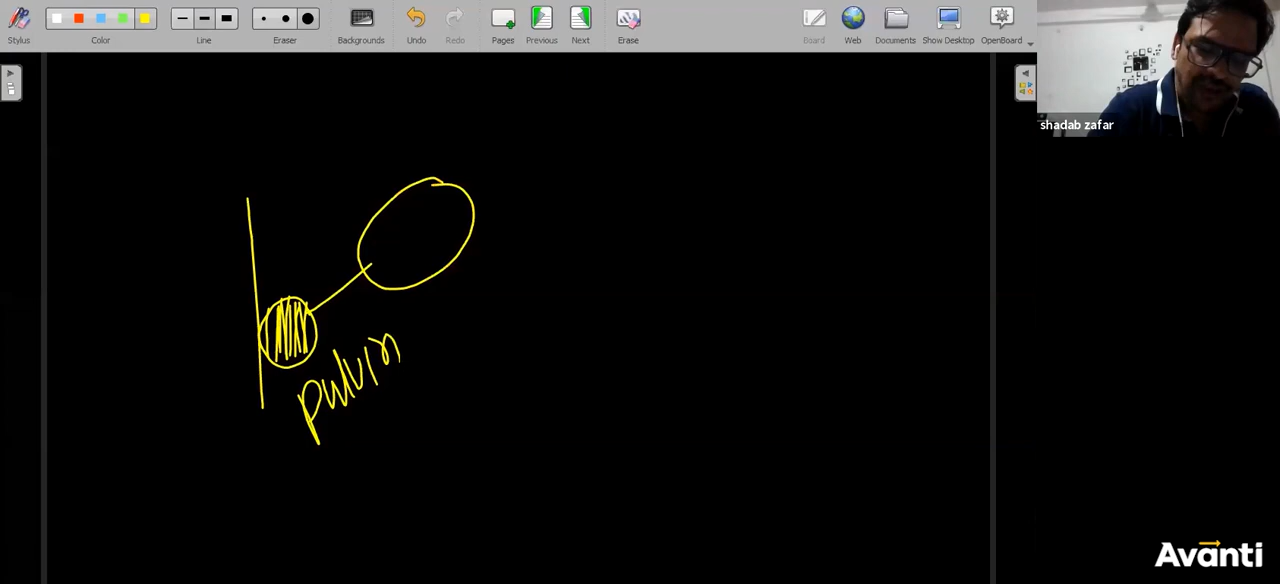 Stylus
Color
Line
Eraser
Backgrounds
Undo
Redo
Pages
Previous
Next
Erase
Board
Web
Documents
Show Desktop
OpenBoard
shadab zafar
pulvin
Avanti